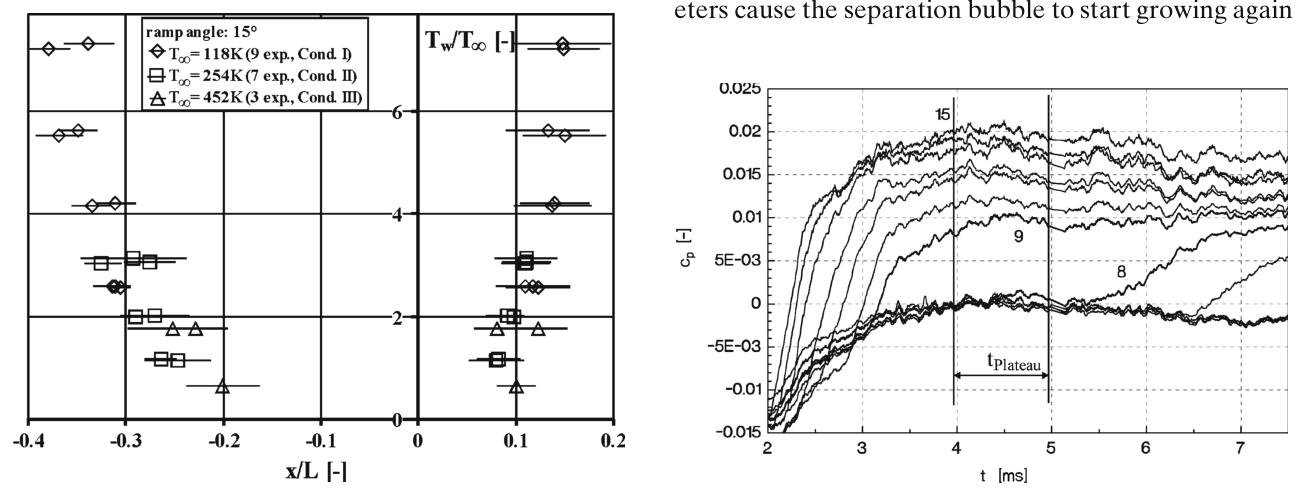 eters cause the separation bubble to start growing again
ramp angle: 15°
T∞= 118K (9 exp., Cond. I)
T∞= 254K (7 exp., Cond. II)
T∞= 452K (3 exp., Cond. III)
Tw/T∞ [-]
6
4
2
0
-0.4 -0.3 -0.2 -0.1 0 0.1 0.2
x/L [-]
0.025
0.02
0.015
0.01
5E-03
0
-5E-03
-0.01
-0.015
cp [-]
15
9
8
tPlateau
2 3 4 5 6 7
t [ms]